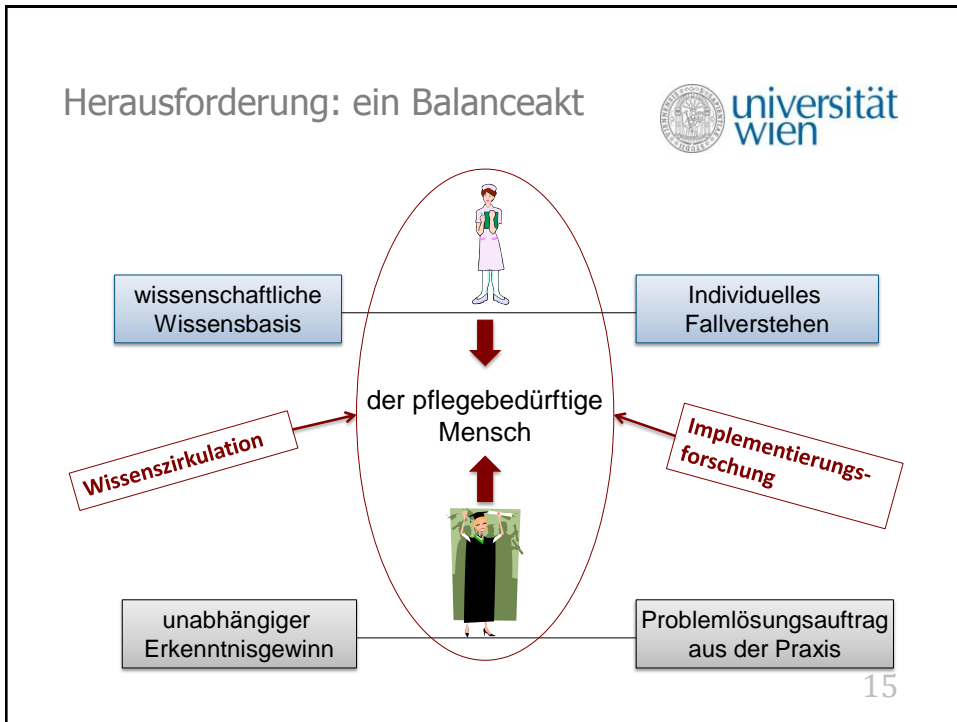 Herausforderung: ein Balanceakt
universität
wien
wissenschaftliche
Wissensbasis
Individuelles
Fallverstehen
der pflegebedürftige
Mensch
Wissenszirkulation
Implementierungs-
forschung
unabhängiger
Erkenntnisgewinn
Problemlösungsauftrag
aus der Praxis
15